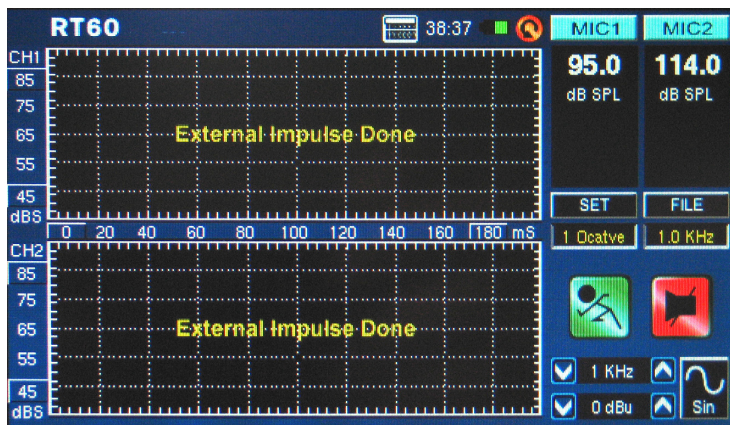 RT60 38:37 MIC1 MIC2
CH1
85
75
65
55
45
dBS
External Impulse Done
95.0 114.0
dB SPL dB SPL
SET FILE
1 Ocatve 1.0 KHz
0 20 40 60 80 100 120 140 160 180 mS
CH2
85
75
65
55
45
dBS
External Impulse Done
1 KHz
0 dBu
Sin